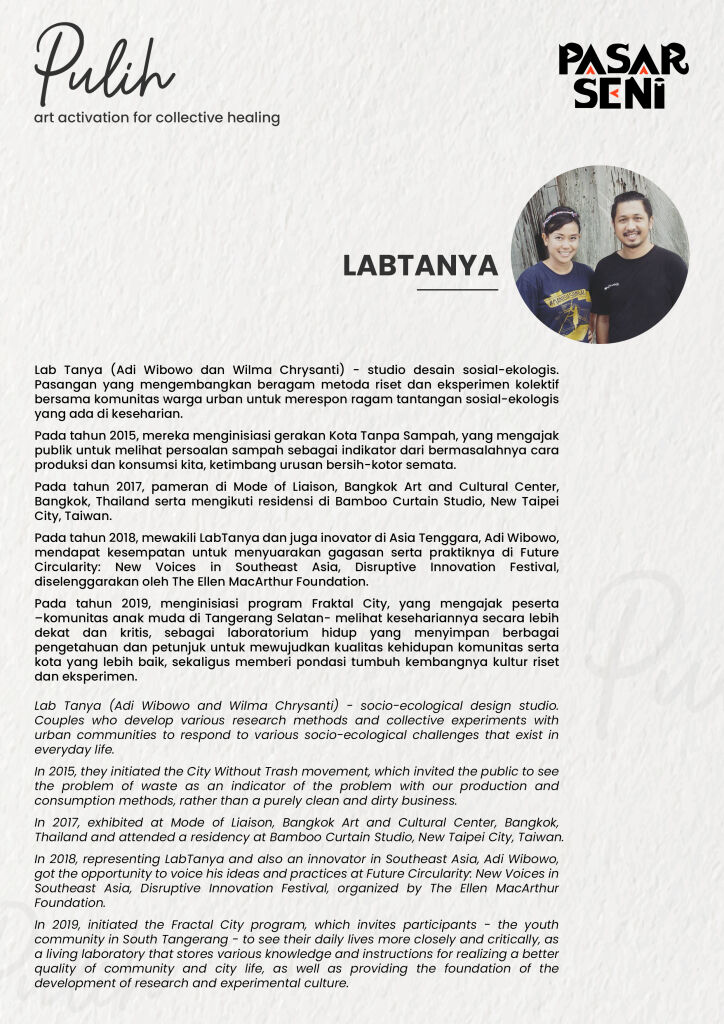 Pulih
art activation for collective healing
PASAR
SENI
LABTANYA
Lab Tanya (Adi Wibowo dan Wilma Chrysanti) - studio desain sosial-ekologis.
Pasangan yang mengembangkan beragam metoda riset dan eksperimen kolektif
bersama komunitas warga urban untuk merespon ragam tantangan sosial-ekologis
yang ada di keseharian.
Pada tahun 2015, mereka menginisiasi gerakan Kota Tanpa Sampah, yang mengajak
publik untuk melihat persoalan sampah sebagai indikator dari bermasalahnya cara
produksi dan konsumsi kita, ketimbang urusan bersih-kotor semata.
Pada tahun 2017, pameran di Mode of Liaison, Bangkok Art and Cultural Center,
Bangkok, Thailand serta mengikuti residensi di Bamboo Curtain Studio, New Taipei
City, Taiwan.
Pada tahun 2018, mewakili LabTanya dan juga inovator di Asia Tenggara, Adi Wibowo,
mendapat kesempatan untuk menyuarakan gagasan serta praktiknya di Future
Circularity: New Voices in Southeast Asia, Disruptive Innovation Festival,
diselenggarakan oleh The Ellen MacArthur Foundation.
Pada tahun 2019, menginisiasi program Fraktal City, yang mengajak peserta
–komunitas anak muda di Tangerang Selatan- melihat kesehariannya secara lebih
dekat dan kritis, sebagai laboratorium hidup yang menyimpan berbagai
pengetahuan dan petunjuk untuk mewujudkan kualitas kehidupan komunitas serta
kota yang lebih baik, sekaligus memberi pondasi tumbuh kembangnya kultur riset
dan eksperimen.
Lab Tanya (Adi Wibowo and Wilma Chrysanti) - socio-ecological design studio.
Couples who develop various research methods and collective experiments with
urban communities to respond to various socio-ecological challenges that exist in
everyday life.
In 2015, they initiated the City Without Trash movement, which invited the public to see
the problem of waste as an indicator of the problem with our production and
consumption methods, rather than a purely clean and dirty business.
In 2017, exhibited at Mode of Liaison, Bangkok Art and Cultural Center, Bangkok,
Thailand and attended a residency at Bamboo Curtain Studio, New Taipei City, Taiwan.
In 2018, representing LabTanya and also an innovator in Southeast Asia, Adi Wibowo,
got the opportunity to voice his ideas and practices at Future Circularity: New Voices in
Southeast Asia, Disruptive Innovation Festival, organized by The Ellen MacArthur
Foundation.
In 2019, initiated the Fractal City program, which invites participants - the youth
community in South Tangerang - to see their daily lives more closely and critically, as
a living laboratory that stores various knowledge and instructions for realizing a better
quality of community and city life, as well as providing the foundation of the
development of research and experimental culture.